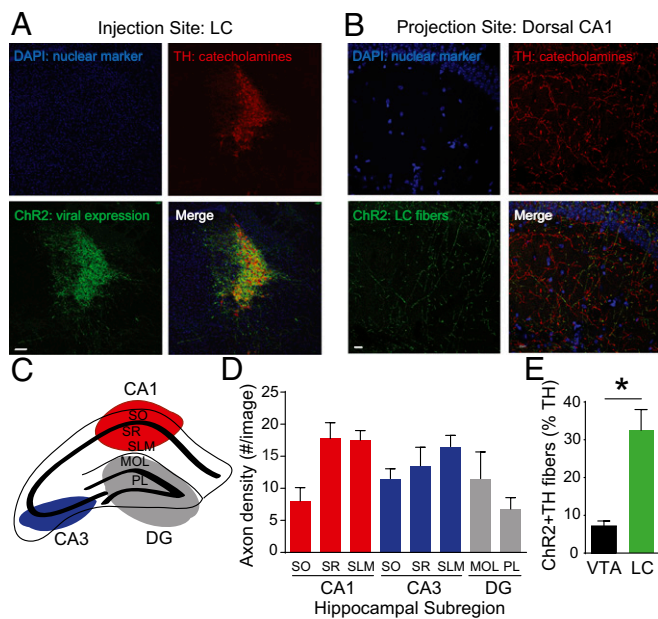 A
Injection Site: LC
DAPI: nuclear marker
TH: catecholamines
ChR2: viral expression
Merge
B
Projection Site: Dorsal CA1
DAPI: nuclear marker
TH: catecholamines
ChR2: LC fibers
Merge
C
CA1
SO
SR
SLM
MOL
PL
CA3
DG
D
Axon density (#/image)
25
20
15
10
5
0
SO SR SLM SO SR SLM MOL PL
CA1 CA3 DG
Hippocampal Subregion
E
ChR2+TH fibers (% TH)
*
40
30
20
10
0
VTA LC